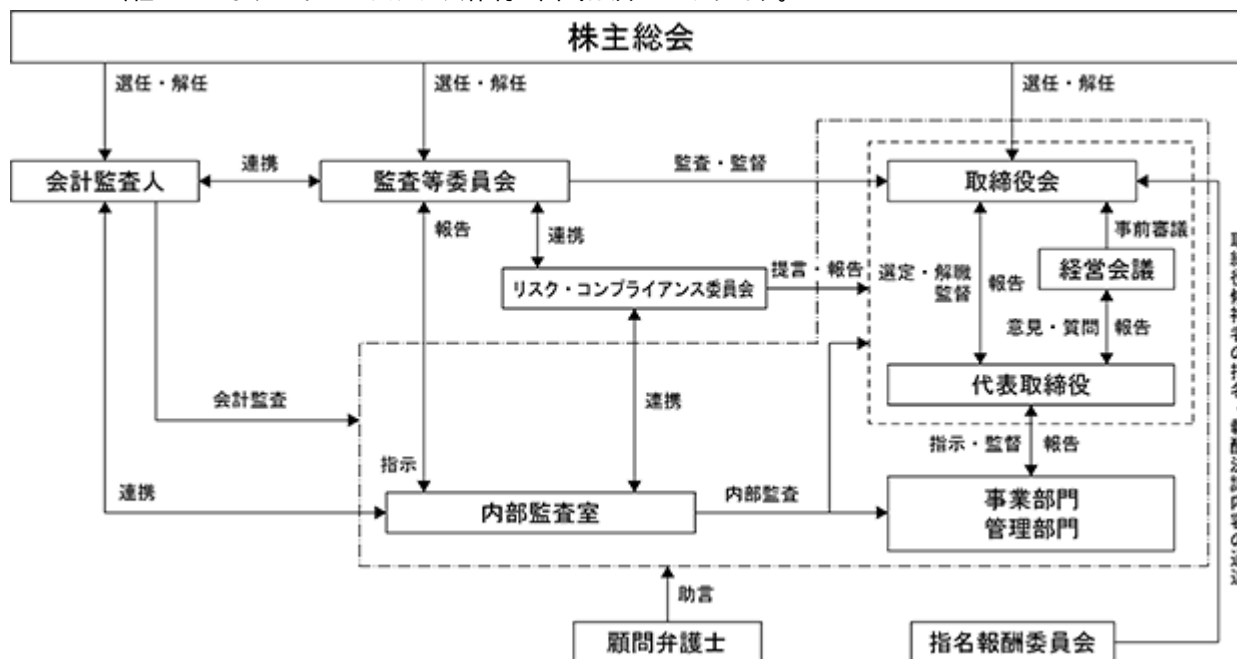 株主総会
選任・解任
選任・解任
選任・解任
会計監査人
連携
監査等委員会
監査・監督
取締役会
報告
連携
事前審議
リスク・コンプライアンス委員会
提言・報告
選定・解職
監督
報告
経営会議
意見・質問
報告
代表取締役
会計監査
連携
指示・監督
報告
指示
連携
内部監査室
内部監査
事業部門
管理部門
助言
顧問弁護士
指名報酬委員会